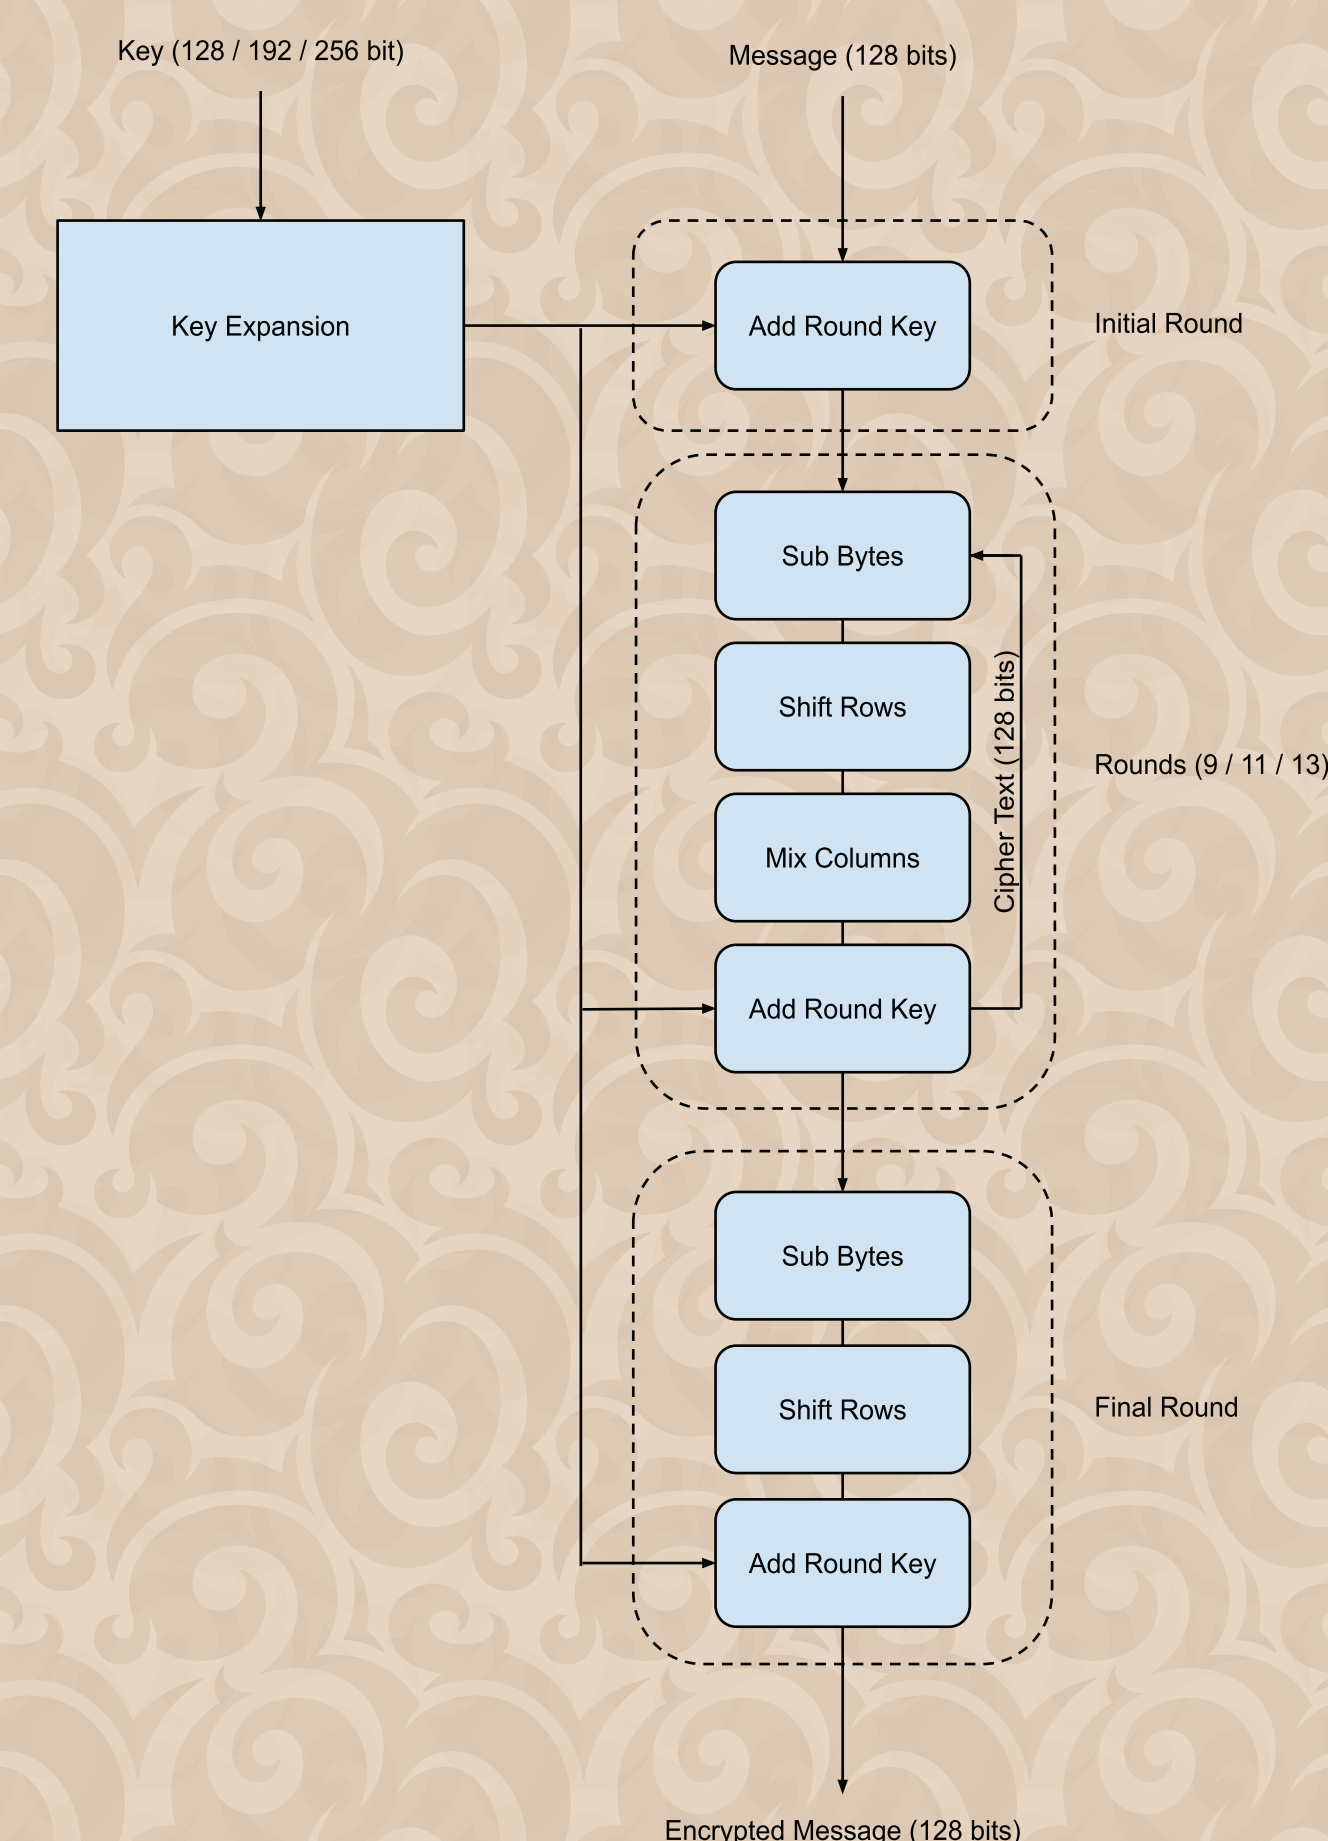 Key (128 / 192 / 256 bit)
Message (128 bits)
Key Expansion
Add Round Key
Initial Round
Sub Bytes
Shift Rows
Mix Columns
Add Round Key
Cipher Text (128 bits)
Rounds (9 / 11 / 13)
Sub Bytes
Shift Rows
Add Round Key
Final Round
Encrypted Message (128 bits)